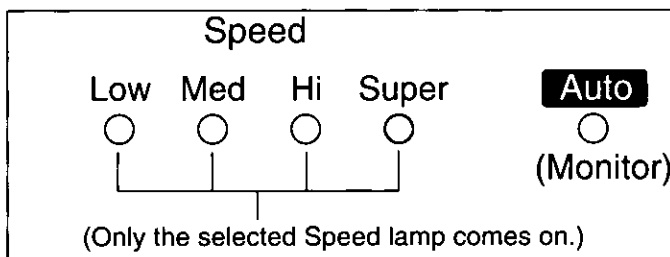 Speed
Low Med Hi Super Auto
(Monitor)
(Only the selected Speed lamp comes on.)